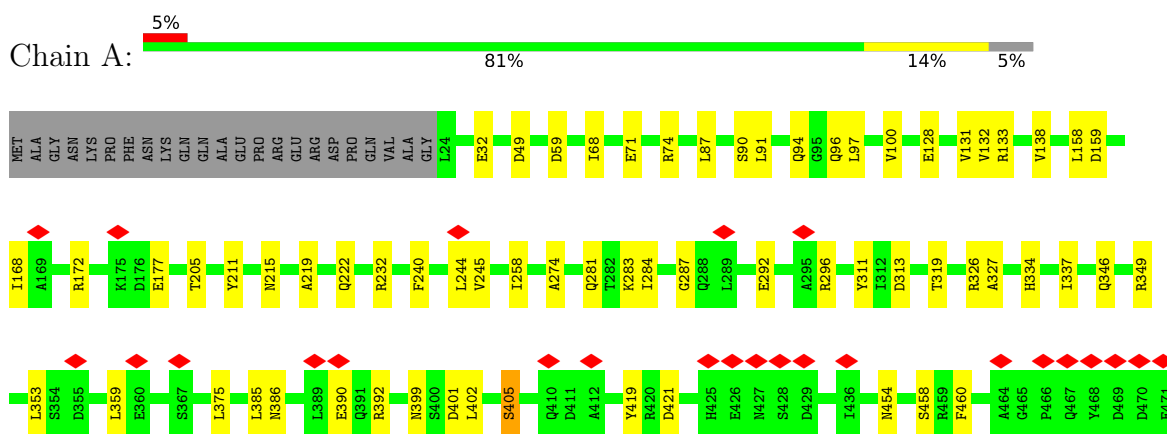 5%
Chain A:
81% 14% 5%
MET ALA GLY ASN LYS PRO PHE ASN LYS GLN GLN ALA GLU PRO ARG GLU ARG ASP PRO GLN VAL ALA GLY L24 E32 D49 D59 I68 E71 R74 L87 S90 L91 Q94 G95 Q96 L97 V100 E128 V131 V132 R133 V138 L158 D159
I168 A169 R172 K175 D176 E177 T205 Y211 N215 A219 Q222 R232 F240 L244 V245 I258 A274 Q281 T282 K283 I284 G287 Q288 L289 E292 A295 R296 Y311 I312 D313 T319 R326 A327 H334 I337 Q346 R349
L353 S354 D355 L359 E360 S367 L375 L385 N386 L389 E390 Q391 R392 N399 S400 D401 L402 S405 Q410 D411 A412 Y419 R420 D421 H425 E426 N427 S428 D429 I436 N454 S458 R459 F460 A464 G465 P466 Q467 Y468 D469 D470 E471